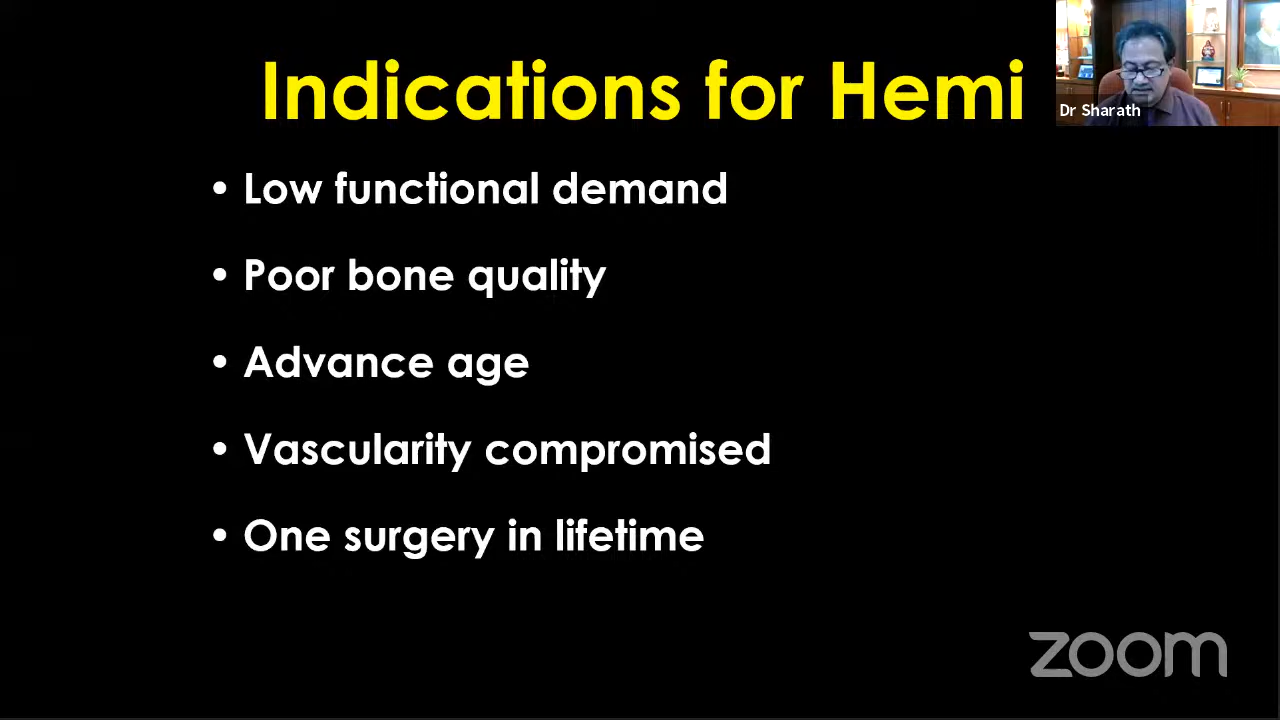 Indications for Hemi
Dr Sharath
• Low functional demand
• Poor bone quality
• Advance age
• Vascularity compromised
• One surgery in lifetime
zoom